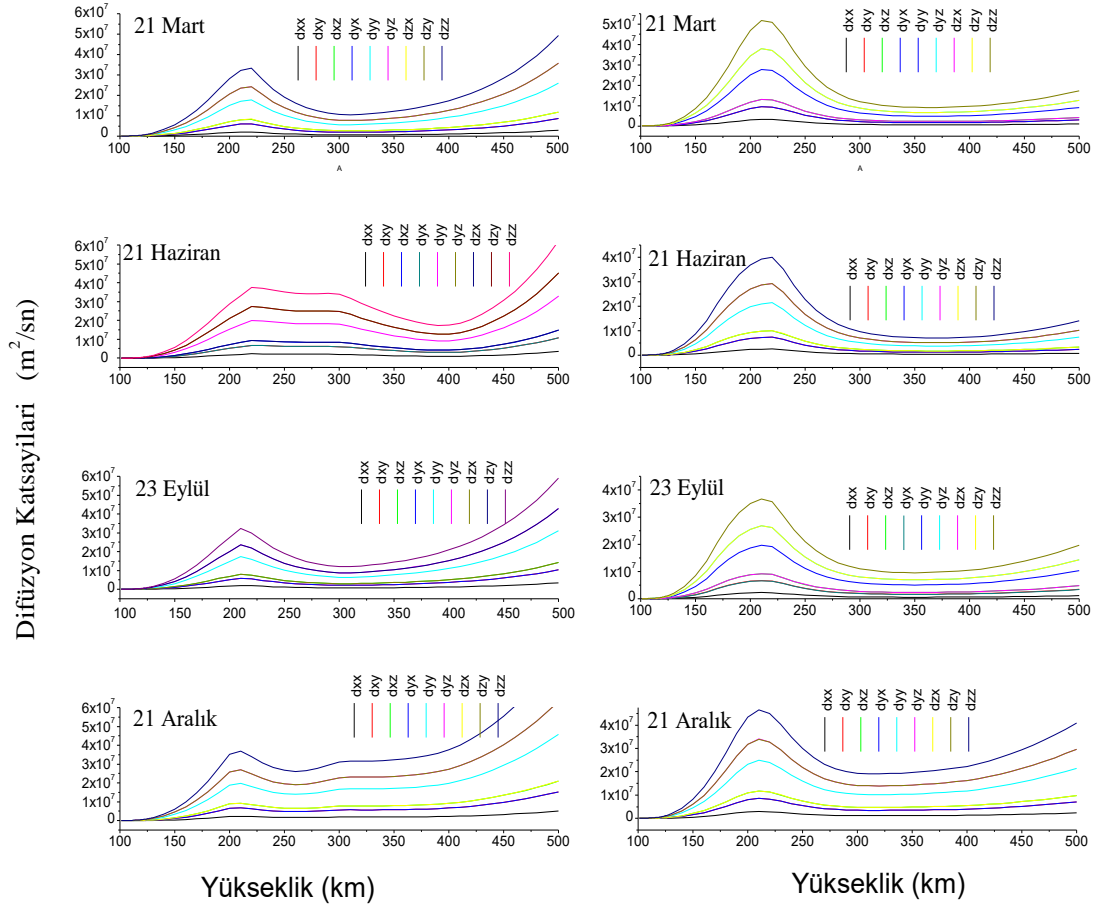 Difüzyon Katsayilari (m²/sn)
21 Mart
6x10⁷
5x10⁷
4x10⁷
3x10⁷
2x10⁷
1x10⁷
0
dxx dxy dxz dyx dyy dyz dzx dzy dzz
100 150 200 250 300 350 400 450 500
A
21 Mart
5x10⁷
4x10⁷
3x10⁷
2x10⁷
1x10⁷
0
dxx dxy dxz dyx dyy dyz dzx dzy dzz
100 150 200 250 300 350 400 450 500
A
21 Haziran
6x10⁷
5x10⁷
4x10⁷
3x10⁷
2x10⁷
1x10⁷
0
dxx dxy dxz dyx dyy dyz dzx dzy dzz
100 150 200 250 300 350 400 450 500
21 Haziran
4x10⁷
3x10⁷
2x10⁷
1x10⁷
0
dxx dxy dxz dyx dyy dyz dzx dzy dzz
100 150 200 250 300 350 400 450 500
23 Eylül
6x10⁷
5x10⁷
4x10⁷
3x10⁷
2x10⁷
1x10⁷
0
dxx dxy dxz dyx dyy dyz dzx dzy dzz
100 150 200 250 300 350 400 450 500
23 Eylül
4x10⁷
3x10⁷
2x10⁷
1x10⁷
0
dxx dxy dxz dyx dyy dyz dzx dzy dzz
100 150 200 250 300 350 400 450 500
21 Aralık
6x10⁷
5x10⁷
4x10⁷
3x10⁷
2x10⁷
1x10⁷
0
dxx dxy dxz dyx dyy dyz dzx dzy dzz
100 150 200 250 300 350 400 450 500
21 Aralık
4x10⁷
3x10⁷
2x10⁷
1x10⁷
0
dxx dxy dxz dyx dyy dyz dzx dzy dzz
100 150 200 250 300 350 400 450 500
Yükseklik (km)
Yükseklik (km)